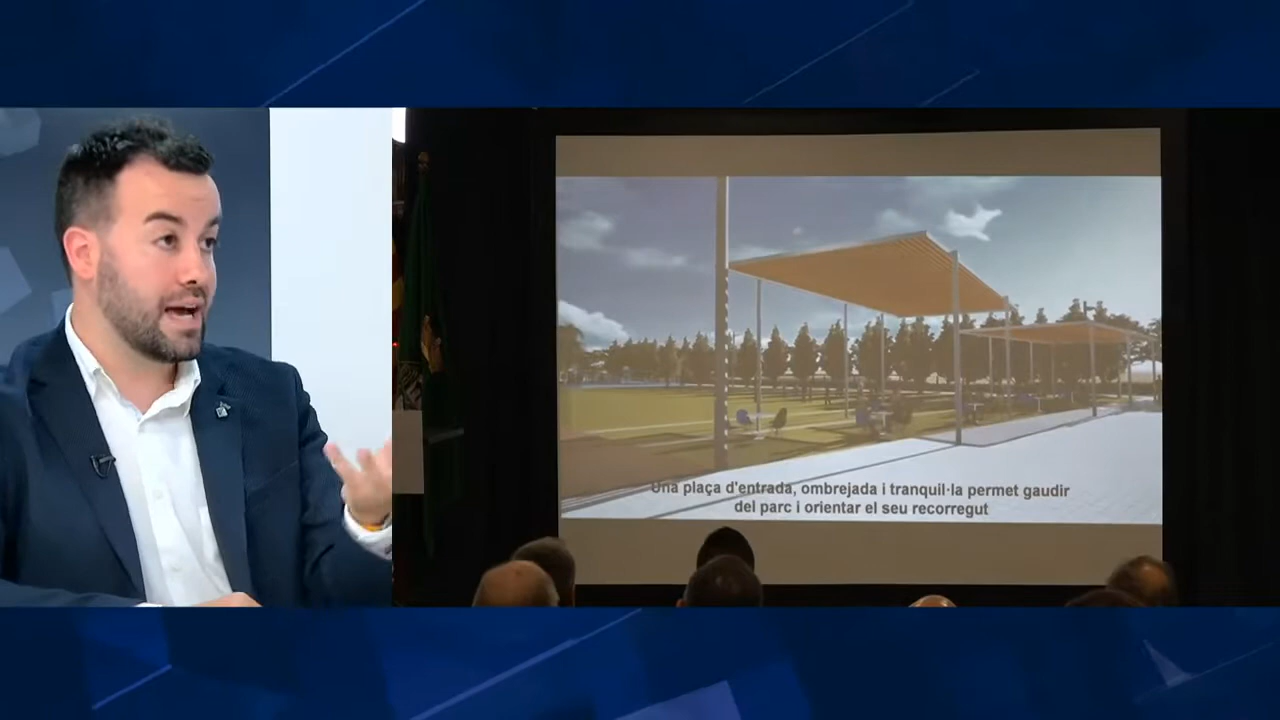 Una plaça d'entrada, ombrejada i tranquil·la permet gaudir
del parc i orientar el seu recorregut